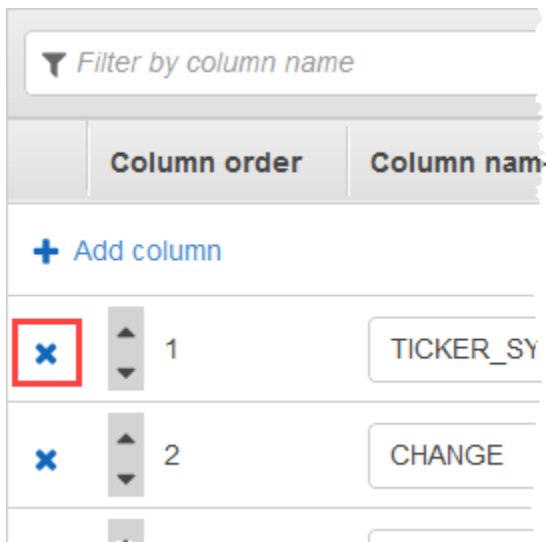 Filter by column name
Column order Column nam
Add column
1 TICKER_SY
2 CHANGE